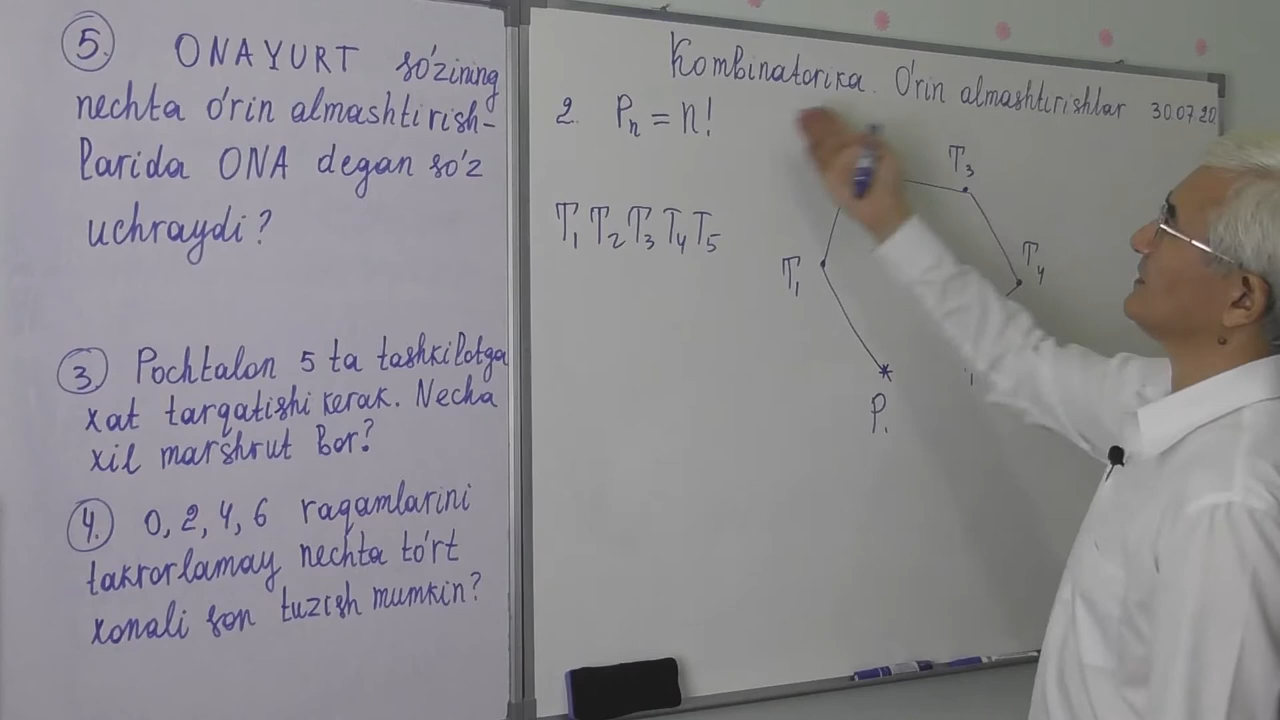 5. ONAYURT so'zining
nechta o'rin almashtirish-
larida ONA degan so'z
uchraydi?
3 Pochtalon 5 ta tashkilotga
xat tarqatishi kerak. Necha
xil marshrut bor?
4. 0, 2, 4, 6 raqamlarini
takrorlamay nechta to'rt
xonali son tuzish mumkin?
Kombinatorika. O'rin almashtirishlar 30.07.20
2. Pn = n!
T1 T2 T3 T4 T5
T3
T4
T1
P.